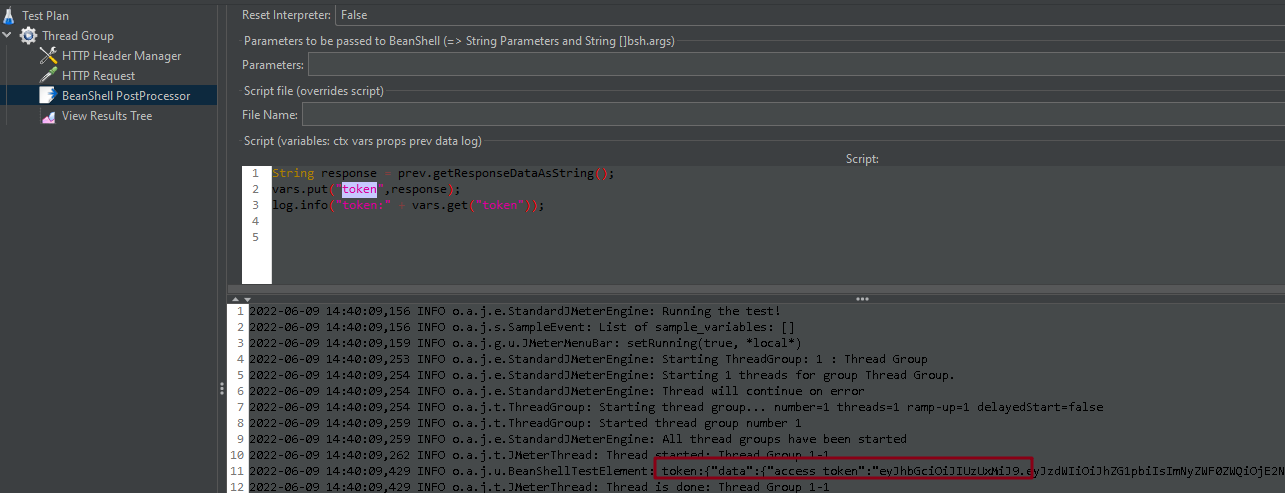 Test Plan
Thread Group
HTTP Header Manager
HTTP Request
BeanShell PostProcessor
View Results Tree
Reset Interpreter: False
Parameters to be passed to BeanShell (=> String Parameters and String []bsh.args)
Parameters:
Script file (overrides script)
File Name:
Script (variables: ctx vars props prev data log)
Script:
1 String response = prev.getResponseDataAsString();
2 vars.put("token",response);
3 log.info("token:" + vars.get("token"));
4
5
1 2022-06-09 14:40:09,156 INFO o.a.j.e.StandardJMeterEngine: Running the test!
2 2022-06-09 14:40:09,156 INFO o.a.j.s.SampleEvent: List of sample_variables: []
3 2022-06-09 14:40:09,159 INFO o.a.j.g.u.JMeterMenuBar: setRunning(true, *local*)
4 2022-06-09 14:40:09,253 INFO o.a.j.e.StandardJMeterEngine: Starting ThreadGroup: 1 : Thread Group
5 2022-06-09 14:40:09,254 INFO o.a.j.e.StandardJMeterEngine: Starting 1 threads for group Thread Group.
6 2022-06-09 14:40:09,254 INFO o.a.j.e.StandardJMeterEngine: Thread will continue on error
7 2022-06-09 14:40:09,254 INFO o.a.j.t.ThreadGroup: Starting thread group... number=1 threads=1 ramp-up=1 delayedStart=false
8 2022-06-09 14:40:09,259 INFO o.a.j.t.ThreadGroup: Started thread group number 1
9 2022-06-09 14:40:09,259 INFO o.a.j.e.StandardJMeterEngine: All thread groups have been started
10 2022-06-09 14:40:09,262 INFO o.a.j.t.JMeterThread: Thread started: Thread Group 1-1
11 2022-06-09 14:40:09,429 INFO o.a.j.u.BeanShellTestElement: token:{"data":{"access_token":"eyJhbGciOiJIUzUxMiJ9.eyJzdWIiOiJhZG1pbiIsImNyZWF0ZWQiOjE2N
12 2022-06-09 14:40:09,429 INFO o.a.j.t.JMeterThread: Thread is done: Thread Group 1-1